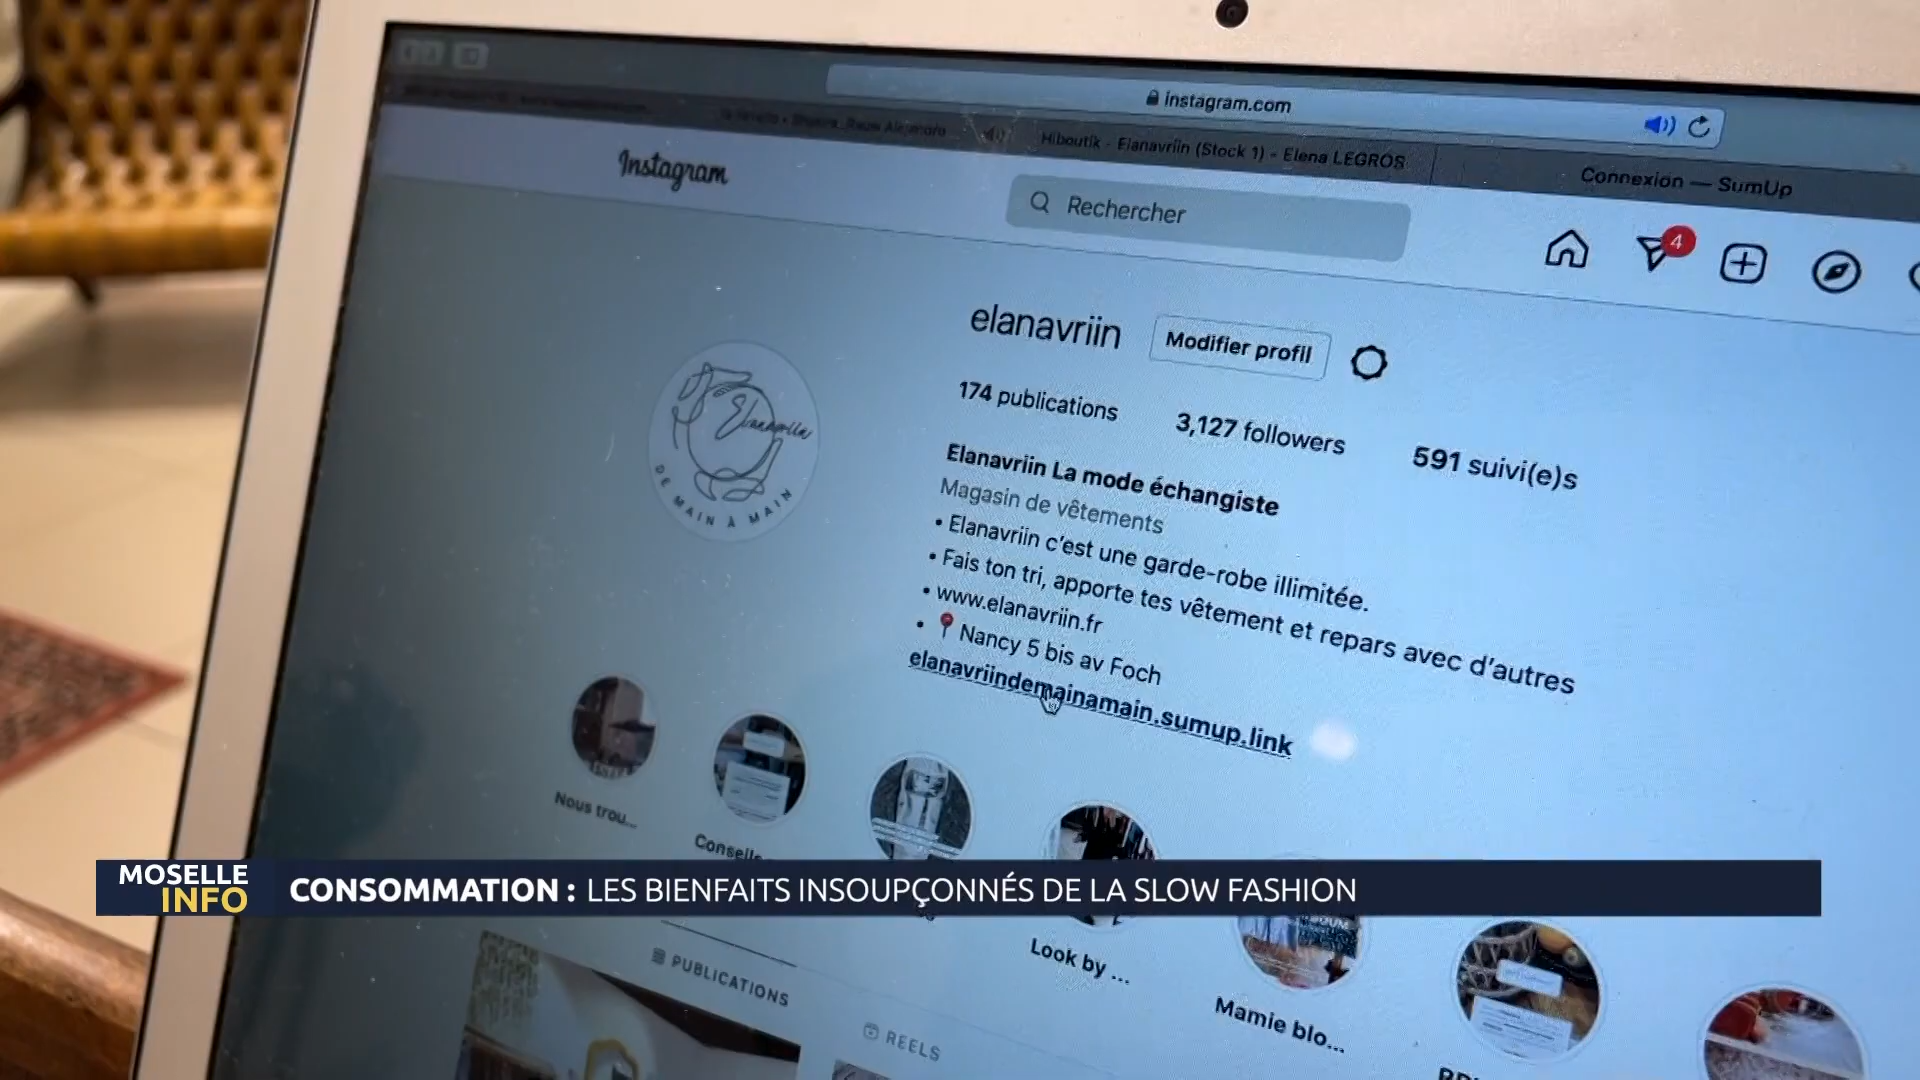 instagram.com
Hiboutik - Elanavriin (Stock 1) - Elena LEGROS
Connexion — SumUp
Instagram
Rechercher
4
elanavriin
Modifier profil
174 publications
3,127 followers
591 suivi(e)s
Elanavriin La mode échangiste
Magasin de vêtements
• Elanavriin c'est une garde-robe illimitée.
• Fais ton tri, apporte tes vêtement et repars avec d'autres
• www.elanavriin.fr
• Nancy 5 bis av Foch
elanavriindemainamain.sumup.link
DE MAIN À MAIN
Nous trou...
Conseils
MOSELLE
INFO
CONSOMMATION : LES BIENFAITS INSOUPÇONNÉS DE LA SLOW FASHION
Look by ...
Mamie blo...
PUBLICATIONS
REELS